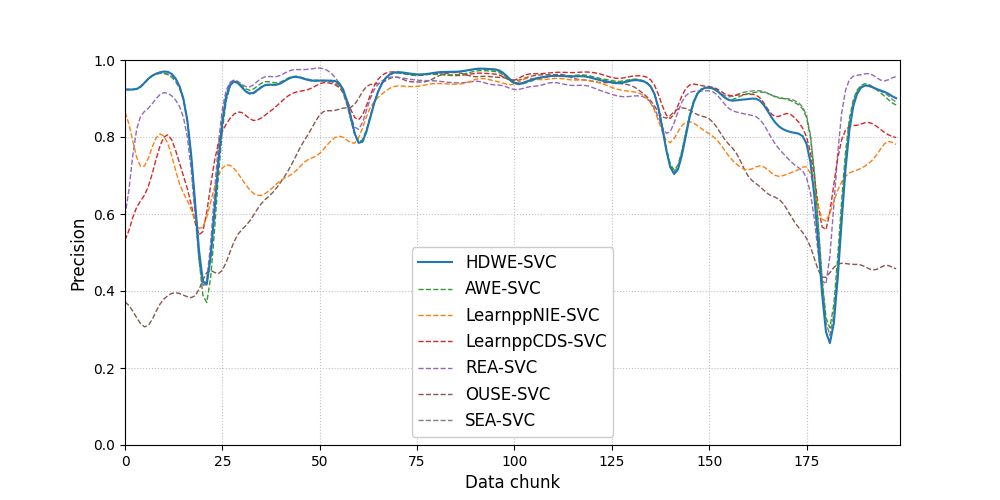 1.0
0.8
0.6
0.4
0.2
0.0
Precision
HDWE-SVC
AWE-SVC
LearnppNIE-SVC
LearnppCDS-SVC
REA-SVC
OUSE-SVC
SEA-SVC
0 25 50 75 100 125 150 175
Data chunk